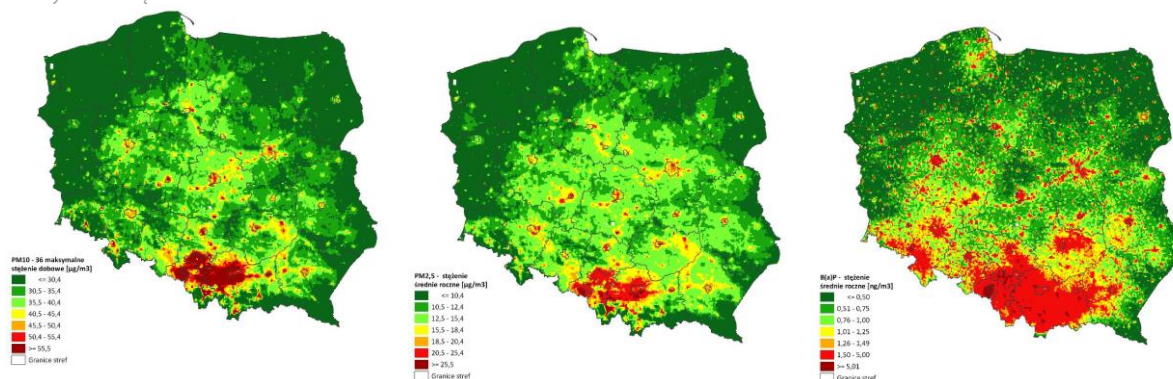 PM10 - 36 maksymalne
stężenie dobowe [µg/m3]
<= 30,4
30,5 - 35,4
35,5 - 40,4
40,5 - 45,4
45,5 - 50,4
50,4 - 55,4
>= 55,5
Granice stref
PM2,5 - stężenie
średnie roczne [µg/m3]
<= 10,4
10,5 - 12,4
12,5 - 15,4
15,5 - 18,4
18,5 - 20,4
20,5 - 25,4
>= 25,5
Granice stref
B(a)P - stężenie
średnie roczne [ng/m3]
<= 0,50
0,51 - 0,75
0,76 - 1,00
1,01 - 1,25
1,26 - 1,49
1,50 - 5,00
>= 5,01
Granice stref